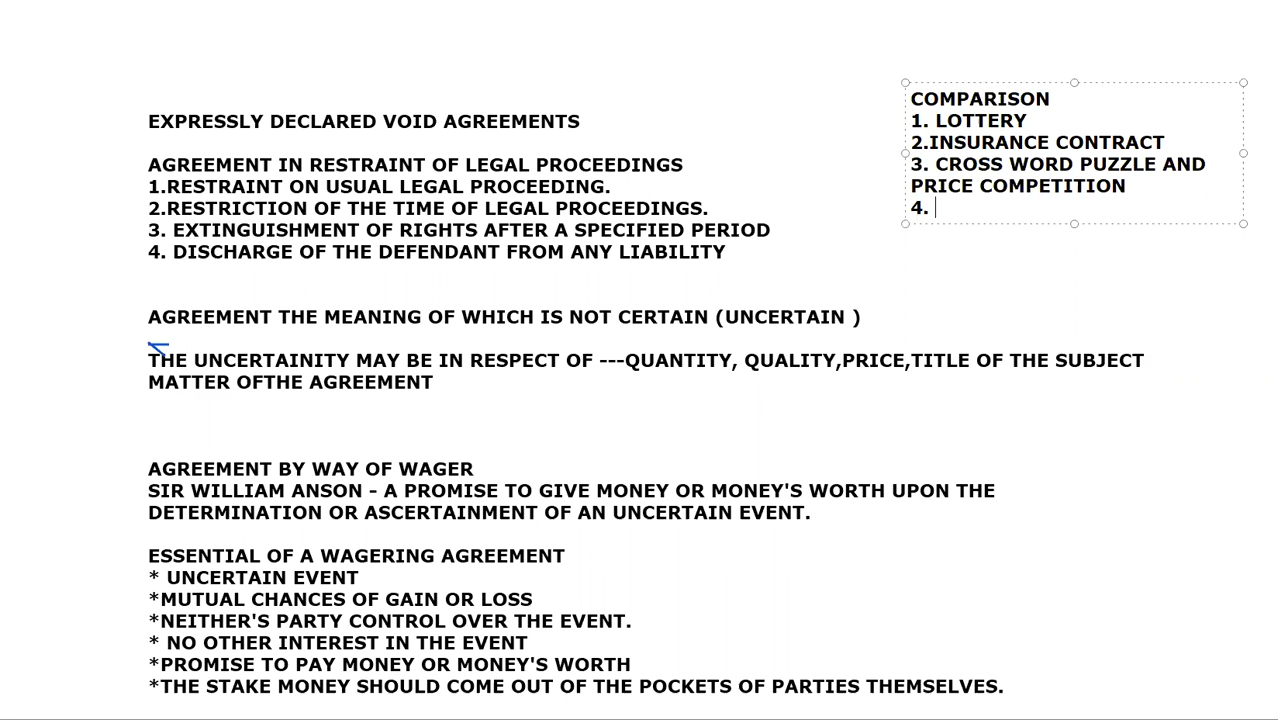 EXPRESSLY DECLARED VOID AGREEMENTS
AGREEMENT IN RESTRAINT OF LEGAL PROCEEDINGS
1.RESTRAINT ON USUAL LEGAL PROCEEDING.
2.RESTRICTION OF THE TIME OF LEGAL PROCEEDINGS.
3. EXTINGUISHMENT OF RIGHTS AFTER A SPECIFIED PERIOD
4. DISCHARGE OF THE DEFENDANT FROM ANY LIABILITY
AGREEMENT THE MEANING OF WHICH IS NOT CERTAIN (UNCERTAIN )
THE UNCERTAINITY MAY BE IN RESPECT OF ---QUANTITY, QUALITY,PRICE,TITLE OF THE SUBJECT
MATTER OFTHE AGREEMENT
AGREEMENT BY WAY OF WAGER
SIR WILLIAM ANSON - A PROMISE TO GIVE MONEY OR MONEY'S WORTH UPON THE
DETERMINATION OR ASCERTAINMENT OF AN UNCERTAIN EVENT.
ESSENTIAL OF A WAGERING AGREEMENT
* UNCERTAIN EVENT
*MUTUAL CHANCES OF GAIN OR LOSS
*NEITHER'S PARTY CONTROL OVER THE EVENT.
* NO OTHER INTEREST IN THE EVENT
*PROMISE TO PAY MONEY OR MONEY'S WORTH
*THE STAKE MONEY SHOULD COME OUT OF THE POCKETS OF PARTIES THEMSELVES.
COMPARISON
1. LOTTERY
2.INSURANCE CONTRACT
3. CROSS WORD PUZZLE AND
PRICE COMPETITION
4.